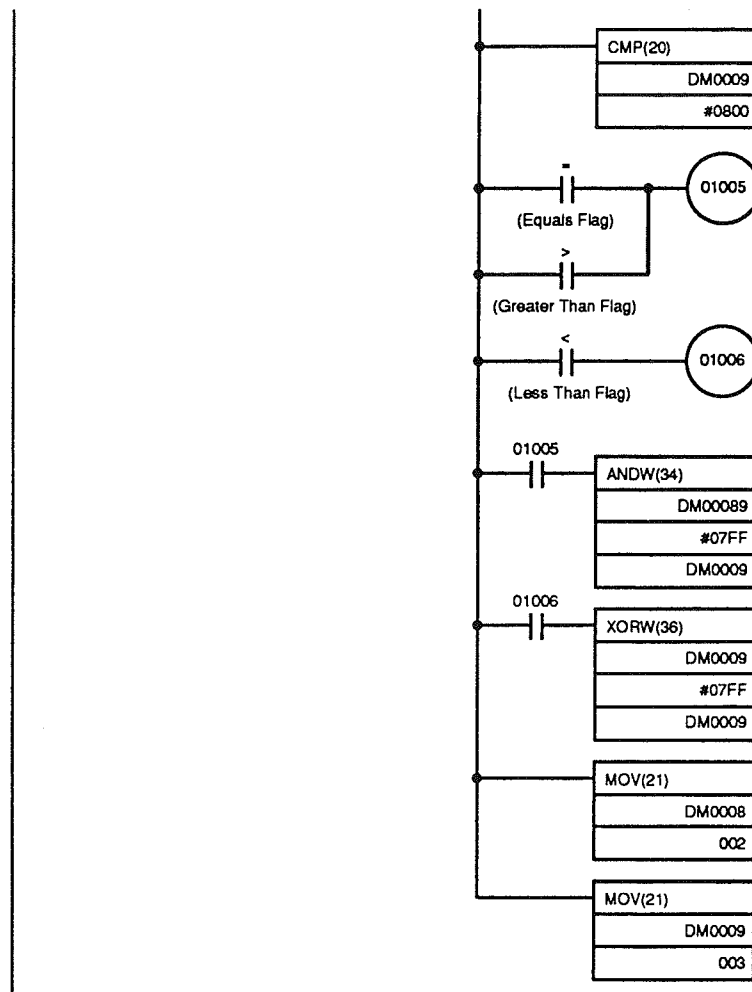 CMP(20)
DM0009
#0800
=
01005
(Equals Flag)
>
(Greater Than Flag)
<
01006
(Less Than Flag)
01005
ANDW(34)
DM00089
#07FF
DM0009
01006
XORW(36)
DM0009
#07FF
DM0009
MOV(21)
DM0008
002
MOV(21)
DM0009
003